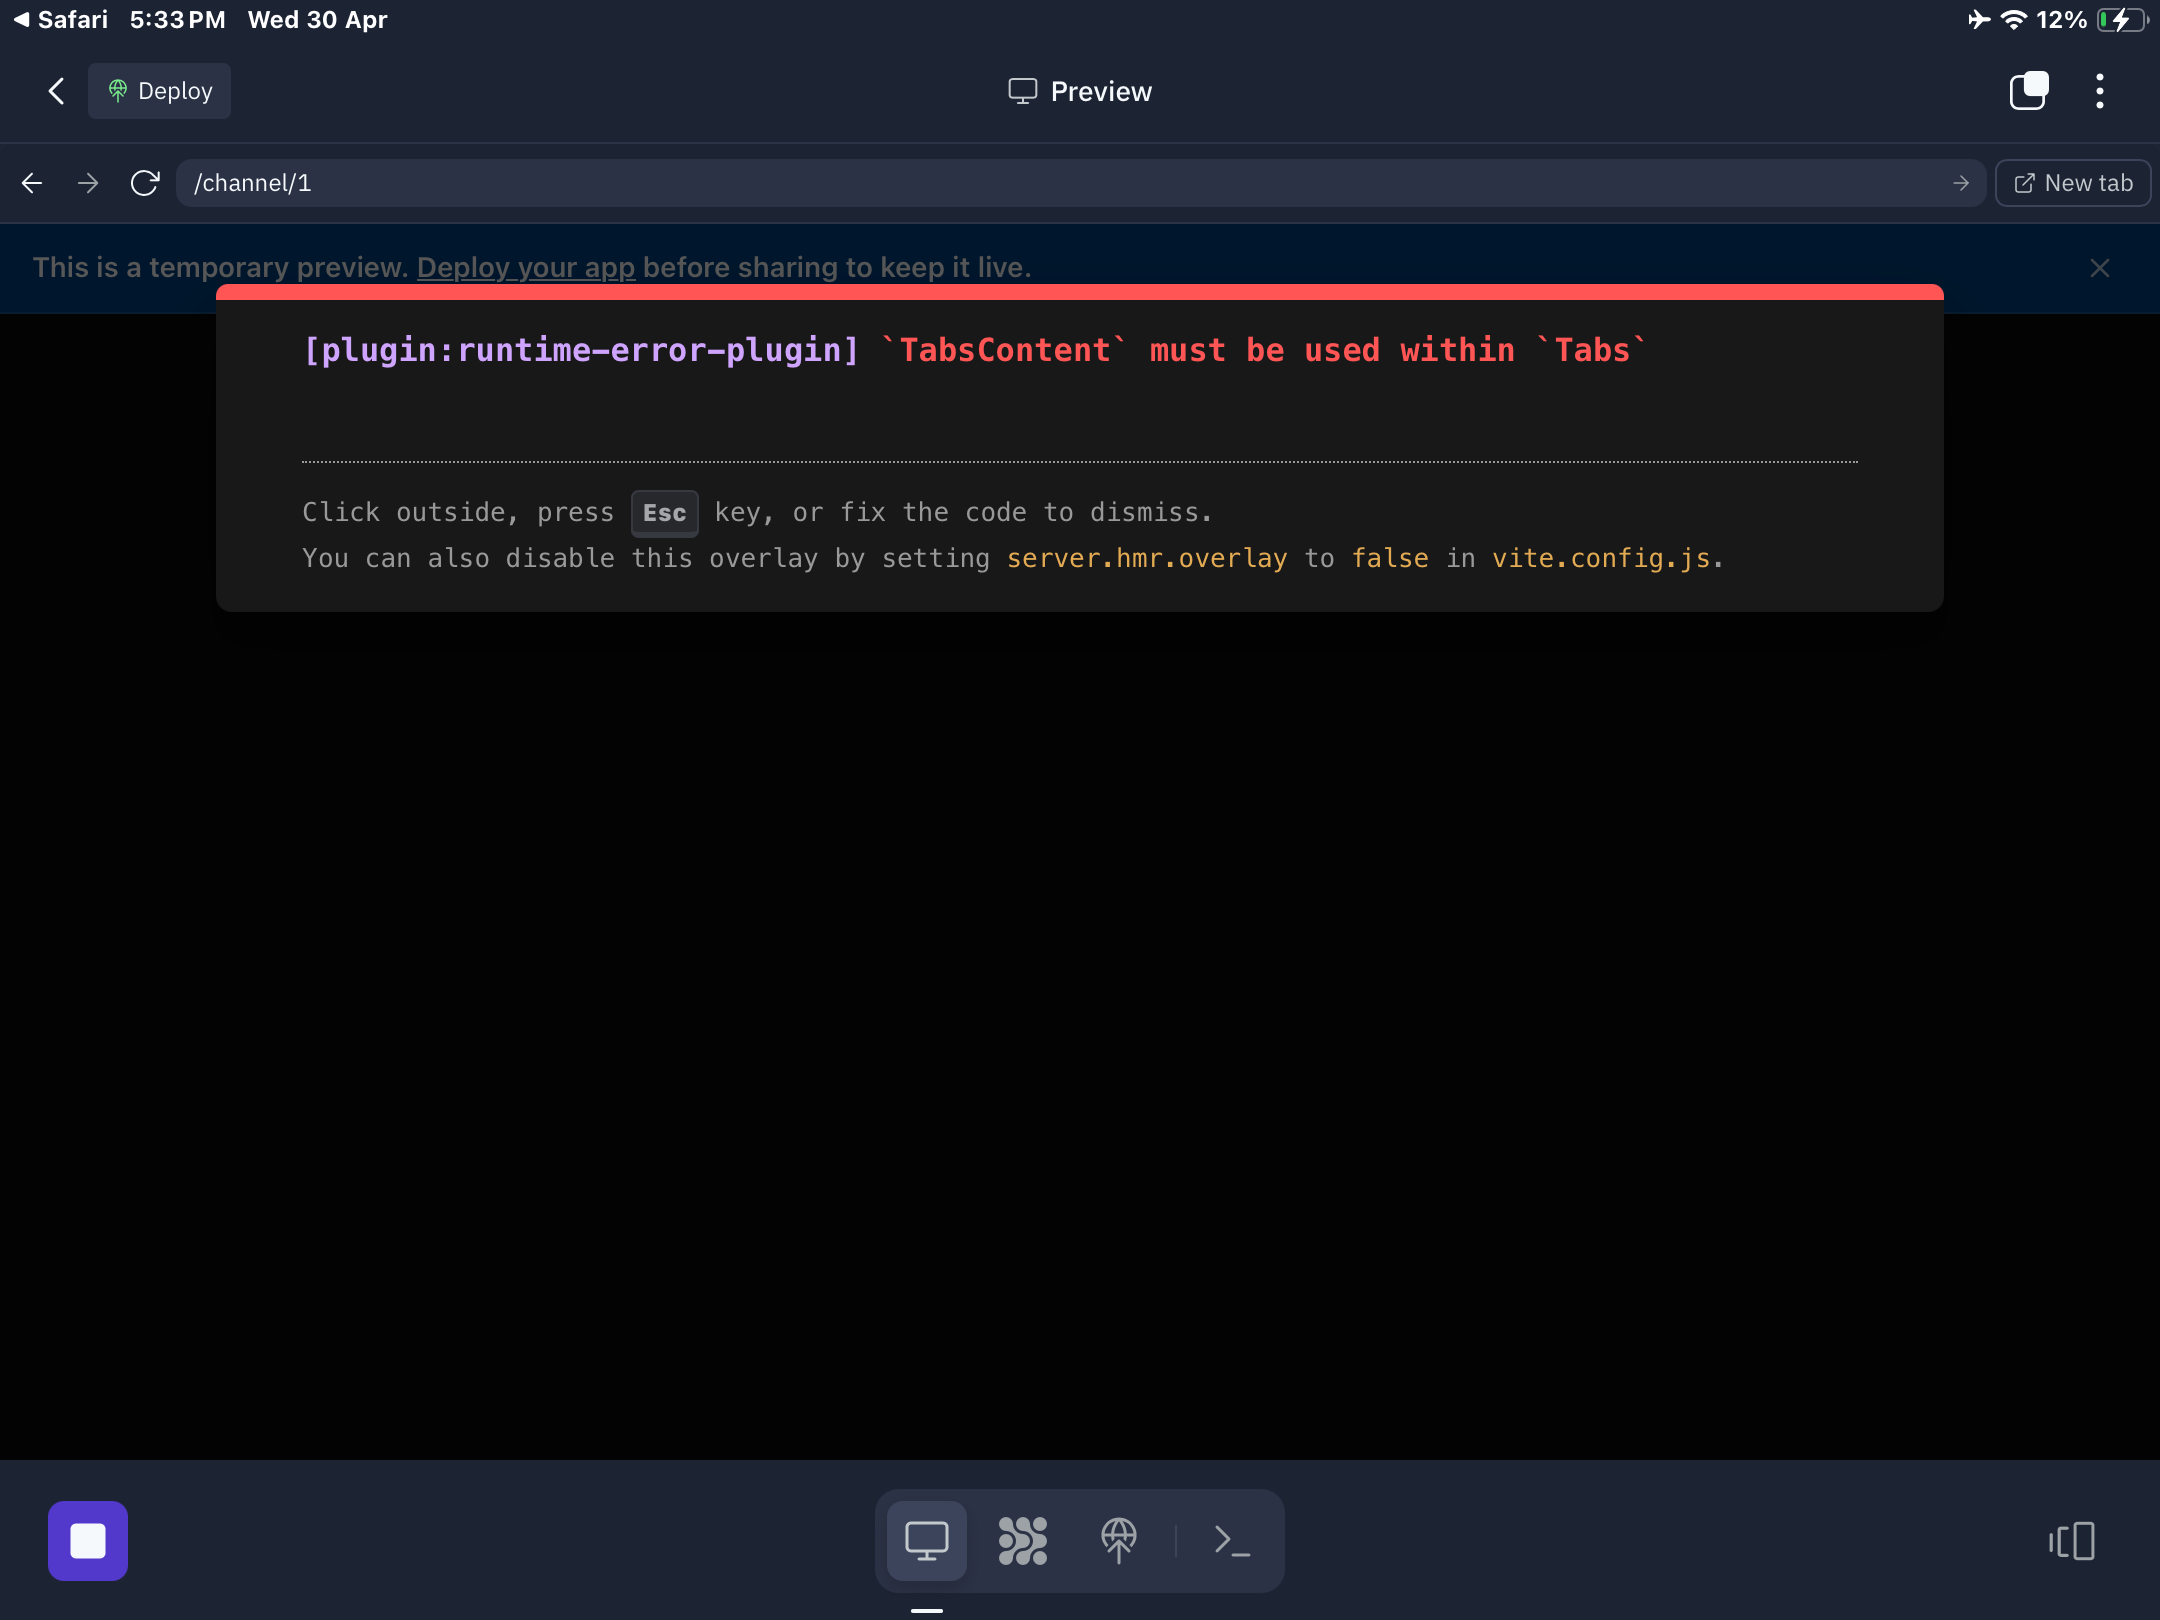 Safari 5:33 PM Wed 30 Apr 12%
Deploy Preview
/channel/1 New tab
This is a temporary preview. Deploy your app before sharing to keep it live.
[plugin:runtime-error-plugin] `TabsContent` must be used within `Tabs`
Click outside, press Esc key, or fix the code to dismiss.
You can also disable this overlay by setting server.hmr.overlay to false in vite.config.js.